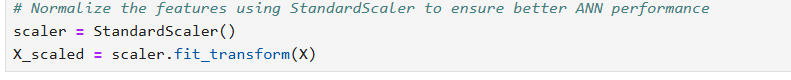 # Normalize the features using StandardScaler to ensure better ANN performance
scaler = StandardScaler()
X_scaled = scaler.fit_transform(X)